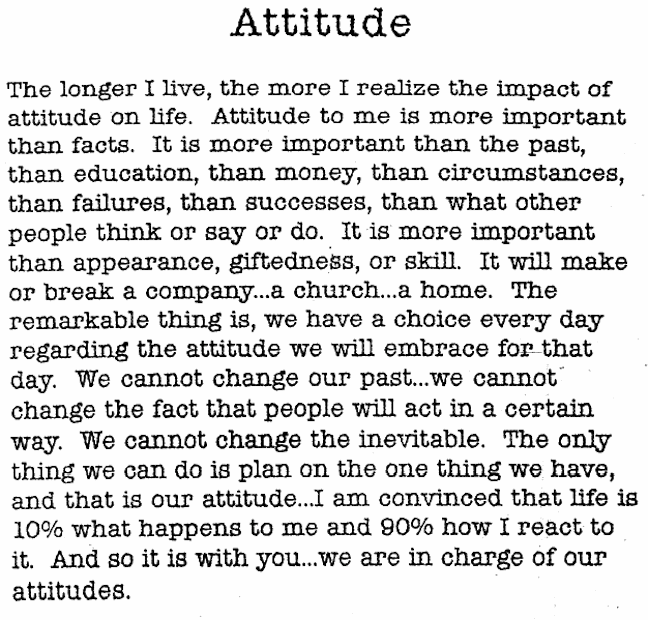 Attitude
The longer I live, the more I realize the impact of
attitude on life. Attitude to me is more important
than facts. It is more important than the past,
than education, than money, than circumstances,
than failures, than successes, than what other
people think or say or do. It is more important
than appearance, giftedness, or skill. It will make
or break a company...a church...a home. The
remarkable thing is, we have a choice every day
regarding the attitude we will embrace for that
day. We cannot change our past...we cannot
change the fact that people will act in a certain
way. We cannot change the inevitable. The only
thing we can do is plan on the one thing we have,
and that is our attitude...I am convinced that life is
10% what happens to me and 90% how I react to
it. And so it is with you...we are in charge of our
attitudes.